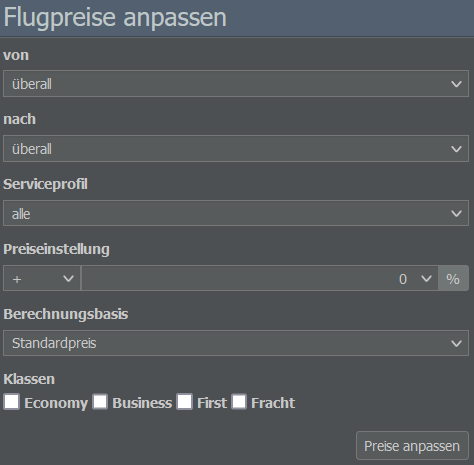 Flugpreise anpassen
von
überall
nach
überall
Serviceprofil
alle
Preiseinstellung
+ 0 %
Berechnungsbasis
Standardpreis
Klassen
Economy Business First Fracht
Preise anpassen